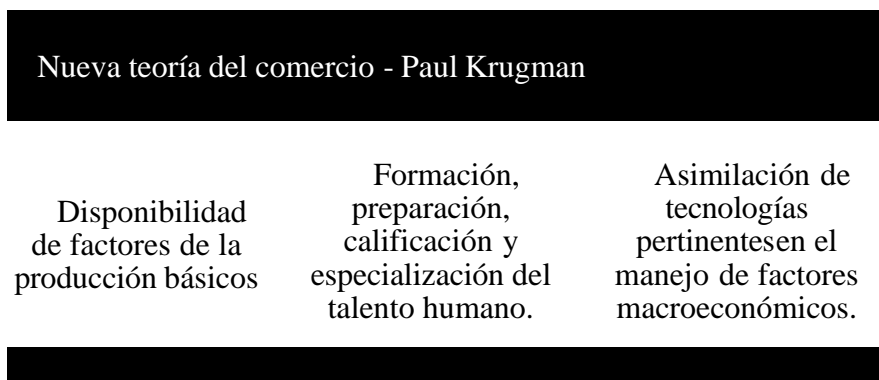 Nueva teoría del comercio - Paul Krugman
Disponibilidad
de factores de la
producción básicos
Formación,
preparación,
calificación y
especialización del
talento humano.
Asimilación de
tecnologías
pertinentesen el
manejo de factores
macroeconómicos.